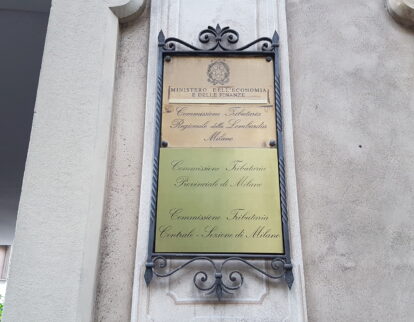 MINISTERO DELL'ECONOMIA
E DELLE FINANZE
Commissione Tributaria
Regionale della Lombardia
Milano
Commissione Tributaria
Provinciale di Milano
Commissione Tributaria
Centrale - Sezione di Milano